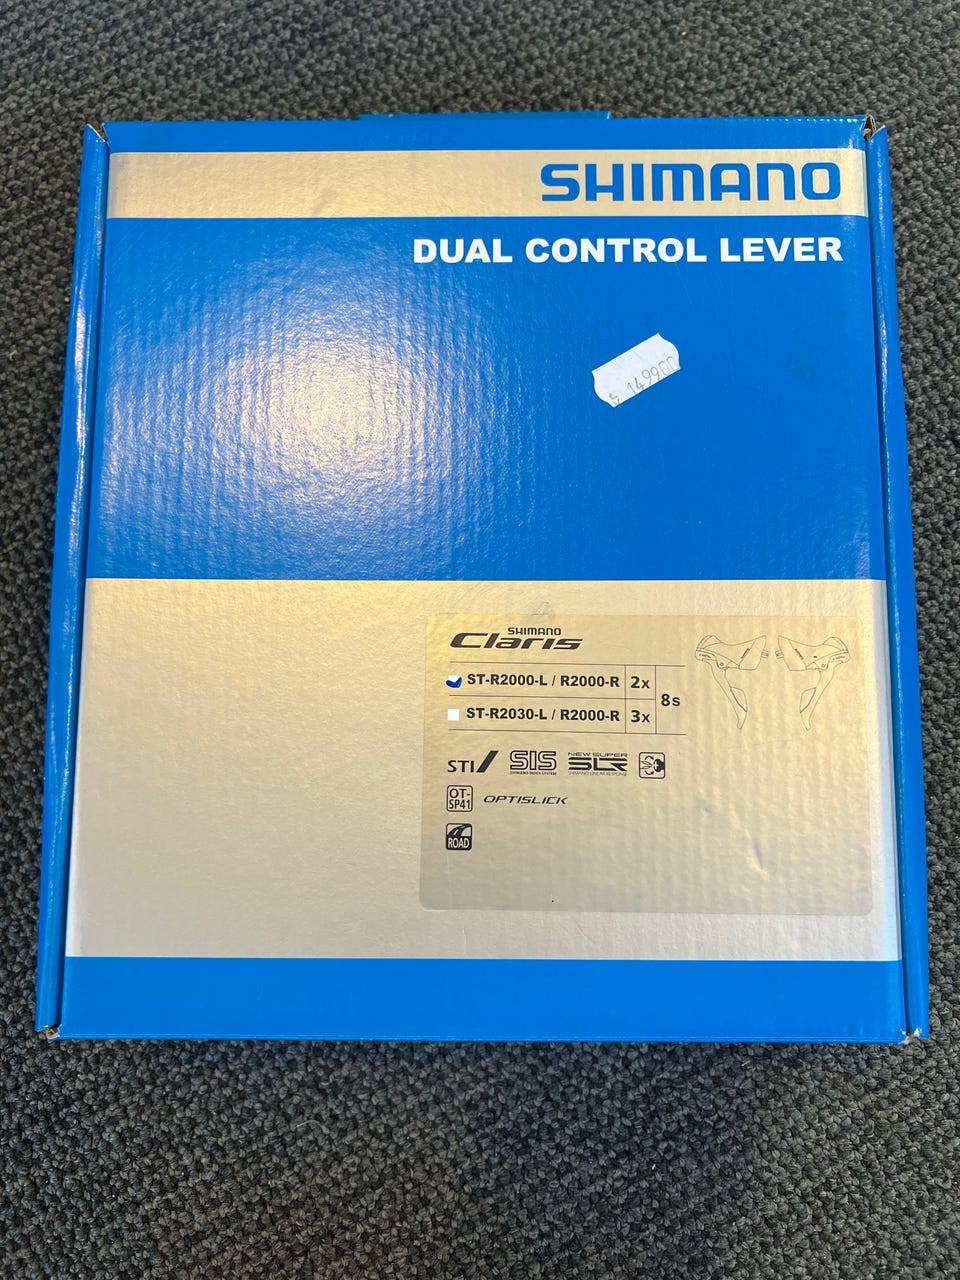 SHIMANO
DUAL CONTROL LEVER
$ 149900
SHIMANO
Claris
ST-R2000-L / R2000-R 2x
8s
ST-R2030-L / R2000-R 3x
STI SIS NEW SUPER SLR
SHIMANO INDEX SYSTEM SHIMANO LINEAR RESPONSE
OT-SP41 OPTISLICK
ROAD